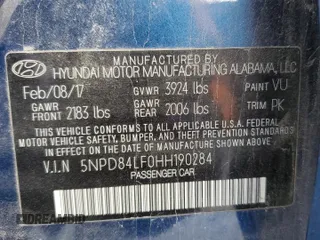 HYUNDAI MOTOR MANUFACTURING ALABAMA, LLC
Feb/08/17 GVWR 3924 lbs PAINT VU
GAWR FRONT 2183 lbs GAWR REAR 2006 lbs TRIM PK
THIS VEHICLE CONFORMS TO ALL APPLICABLE U.S. FEDERAL
MOTOR VEHICLE SAFETY, BUMPER, AND THEFT PREVENTION
STANDARDS IN EFFECT ON THE DATE OF MANUFACTURE
SHOWN ABOVE.
V.I.N 5NPD84LF0HH190284
PASSENGER CAR
DREAMBID